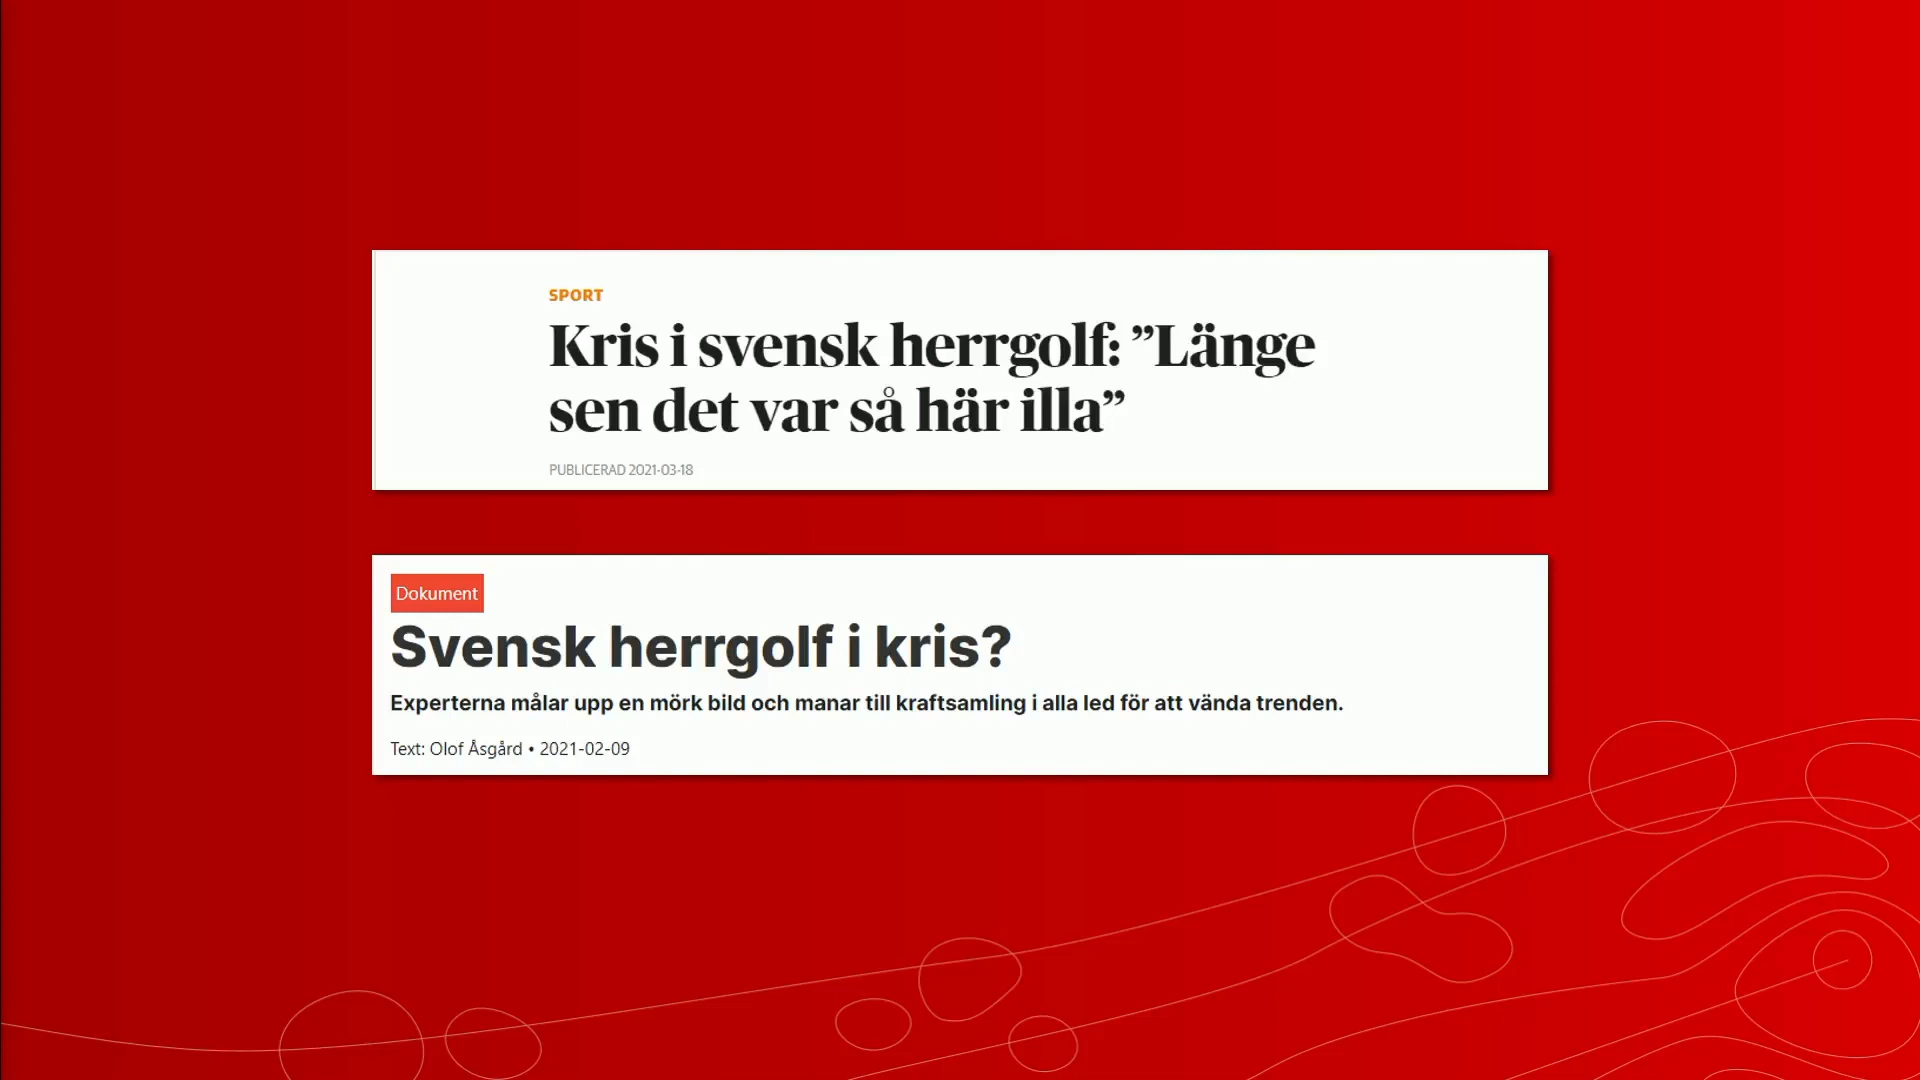 SPORT
Kris i svensk herrgolf: ”Länge
sen det var så här illa”
PUBLICERAD 2021-03-18
Dokument
Svensk herrgolf i kris?
Experterna målar upp en mörk bild och manar till kraftsamling i alla led för att vända trenden.
Text: Olof Åsgård • 2021-02-09